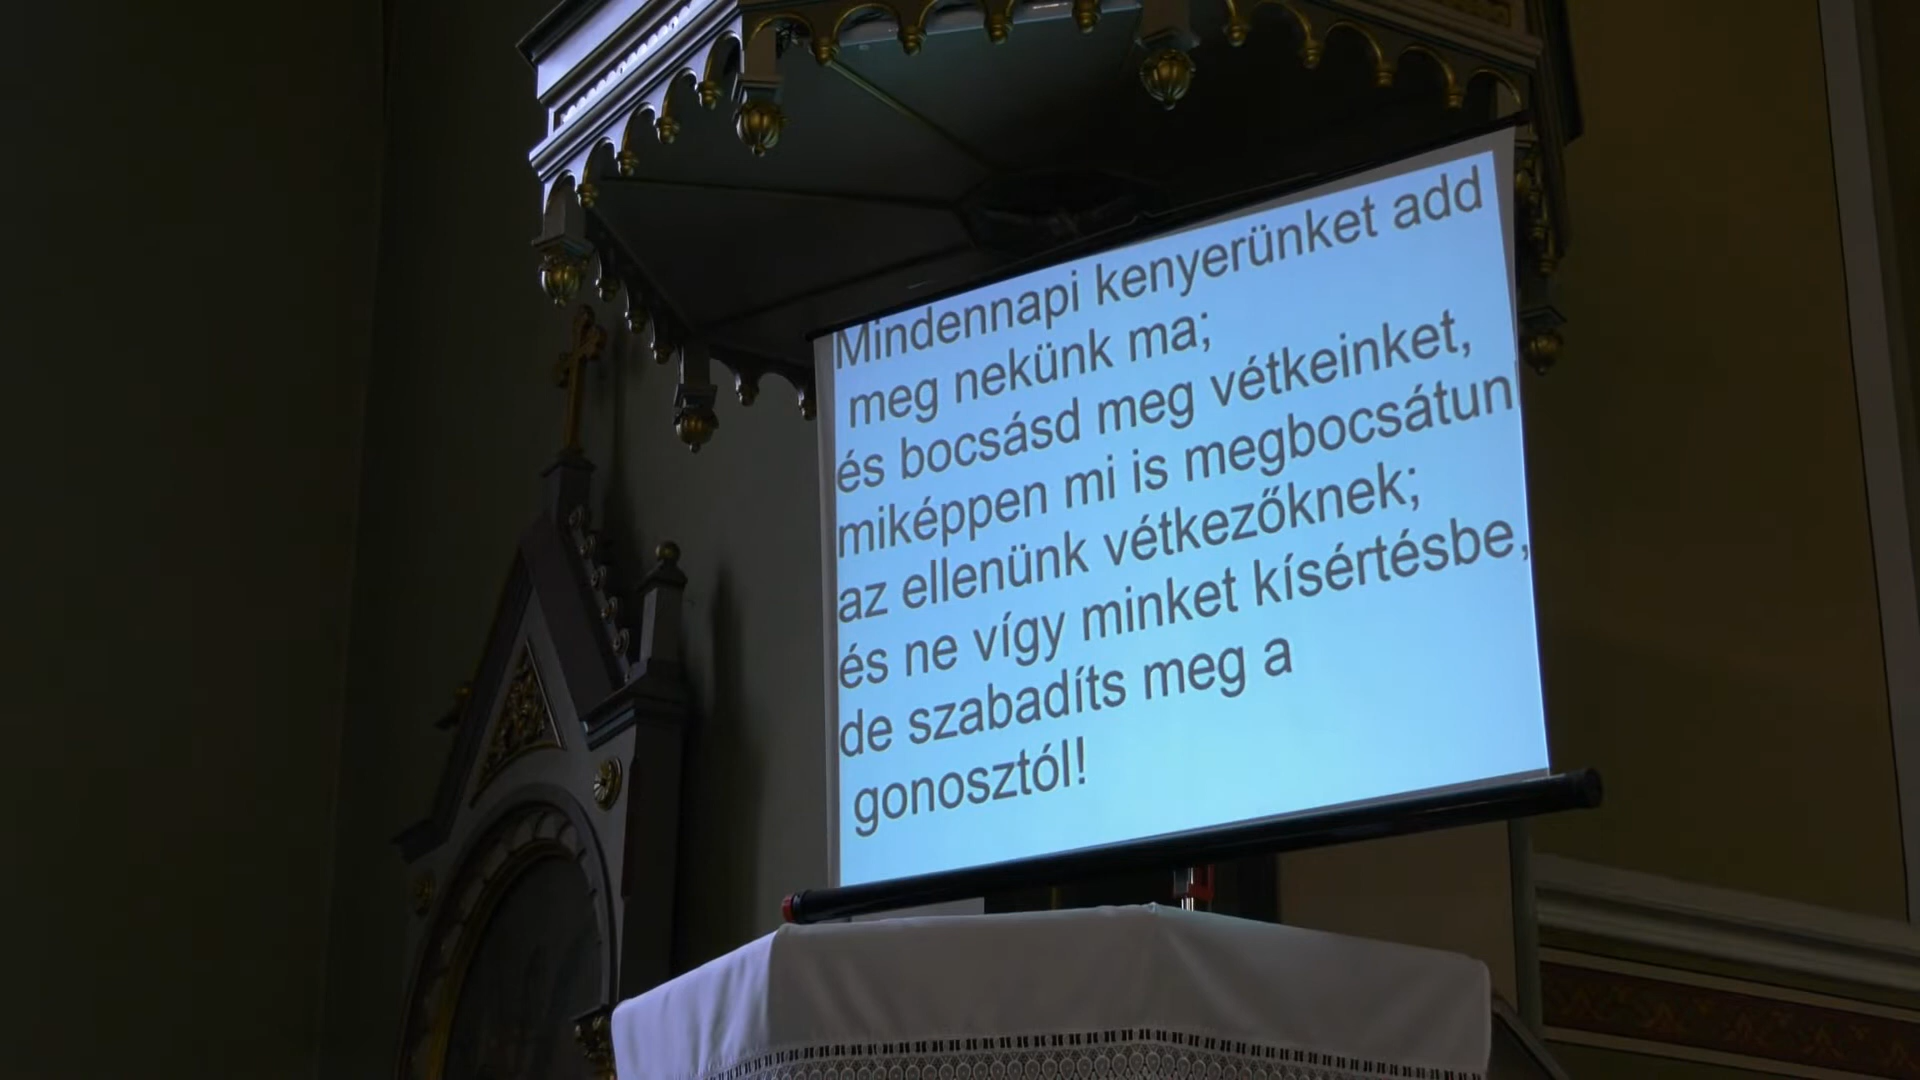 Mindennapi kenyerünket add
meg nekünk ma;
és bocsásd meg vétkeinket,
miképpen mi is megbocsátun
az ellenünk vétkezőknek;
és ne vígy minket kísértésbe,
de szabadíts meg a
gonosztól!